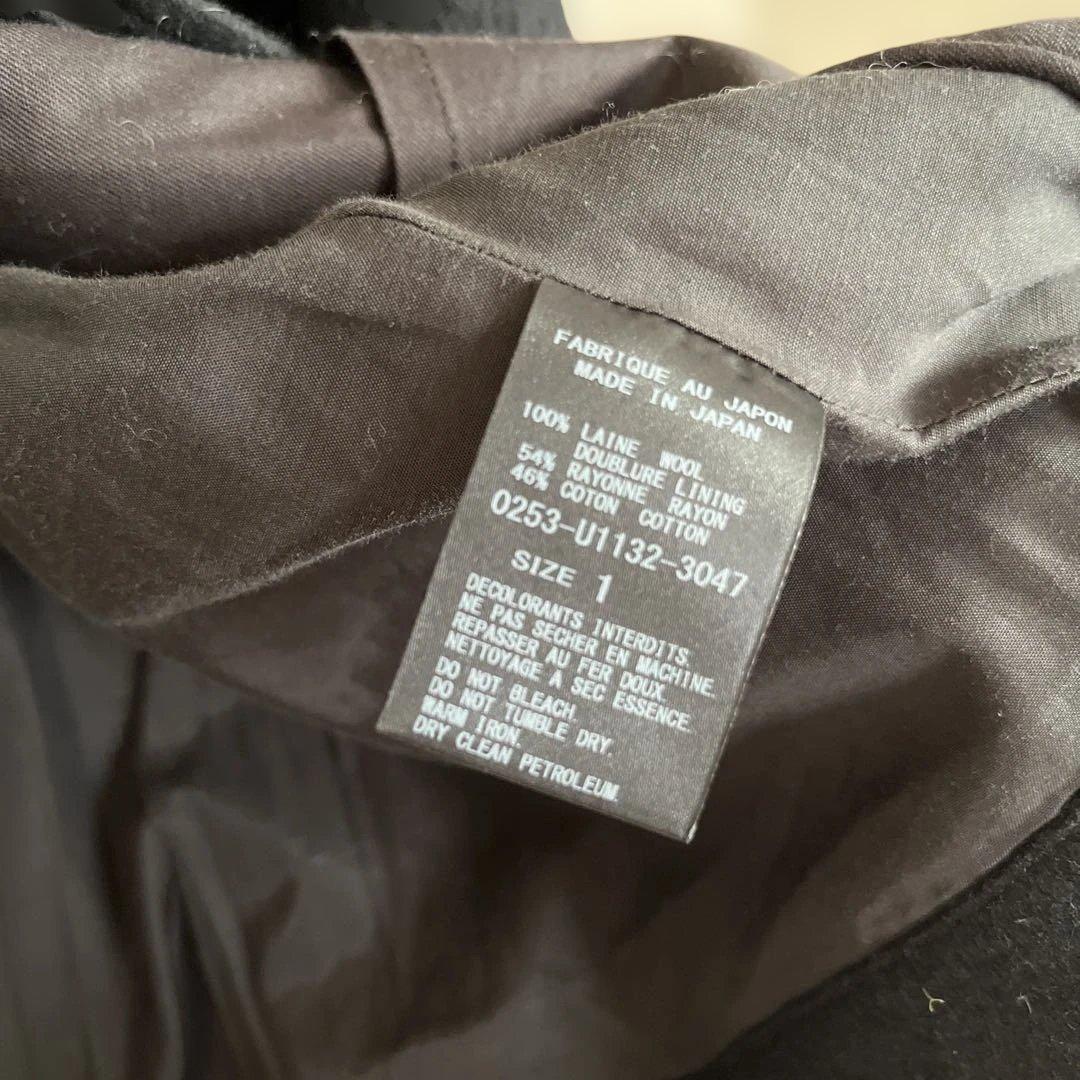 FABRIQUE AU JAPON
MADE IN JAPAN
100% LAINE WOOL
DOUBLURE LINING
54% RAYONNE RAYON
46% COTON COTTON
0253-U1132-3047
SIZE 1
DECOLORANTS INTERDITS.
NE PAS SECHER EN MACHINE.
REPASSER AU FER DOUX.
NETTOYAGE A SEC ESSENCE.
DO NOT BLEACH.
DO NOT TUMBLE DRY.
WARM IRON.
DRY CLEAN PETROLEUM.